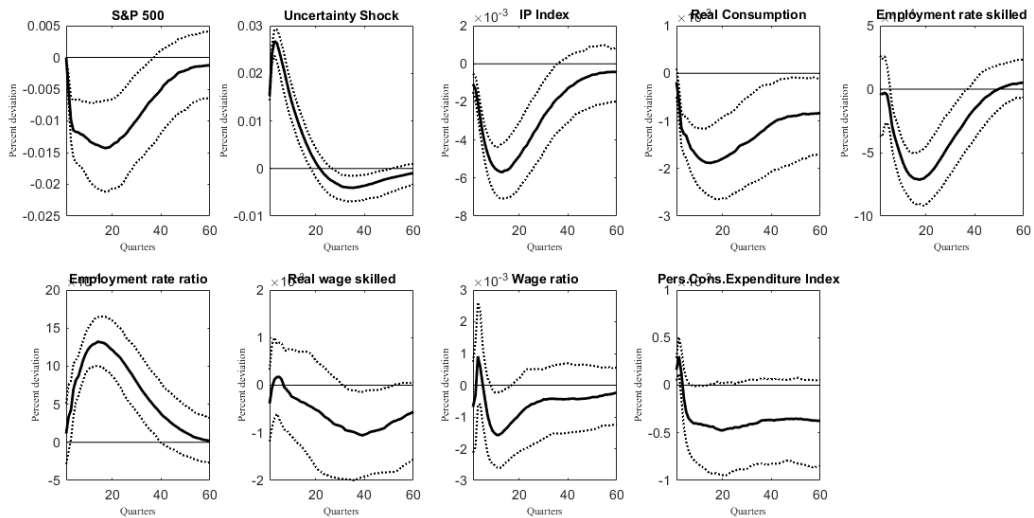 S&P 500
0.005
0
-0.005
-0.01
-0.015
-0.02
-0.025
Percent deviation
20 40 60
Quarters
Uncertainty Shock
0.03
0.02
0.01
0
-0.01
Percent deviation
20 40 60
Quarters
IP Index
×10⁻³
2
0
-2
-4
-6
-8
Percent deviation
20 40 60
Quarters
Real Consumption
1
0
-1
-2
-3
Percent deviation
20 40 60
Quarters
Employment rate skilled
5
0
-5
-10
Percent deviation
20 40 60
Quarters
Employment rate ratio
20
15
10
5
0
-5
Percent deviation
20 40 60
Quarters
Real wage skilled
2
1
0
-1
-2
Percent deviation
20 40 60
Quarters
Wage ratio
×10⁻³
3
2
1
0
-1
-2
-3
Percent deviation
20 40 60
Quarters
Pers.Cons.Expenditure Index
1
0.5
0
-0.5
-1
Percent deviation
20 40 60
Quarters